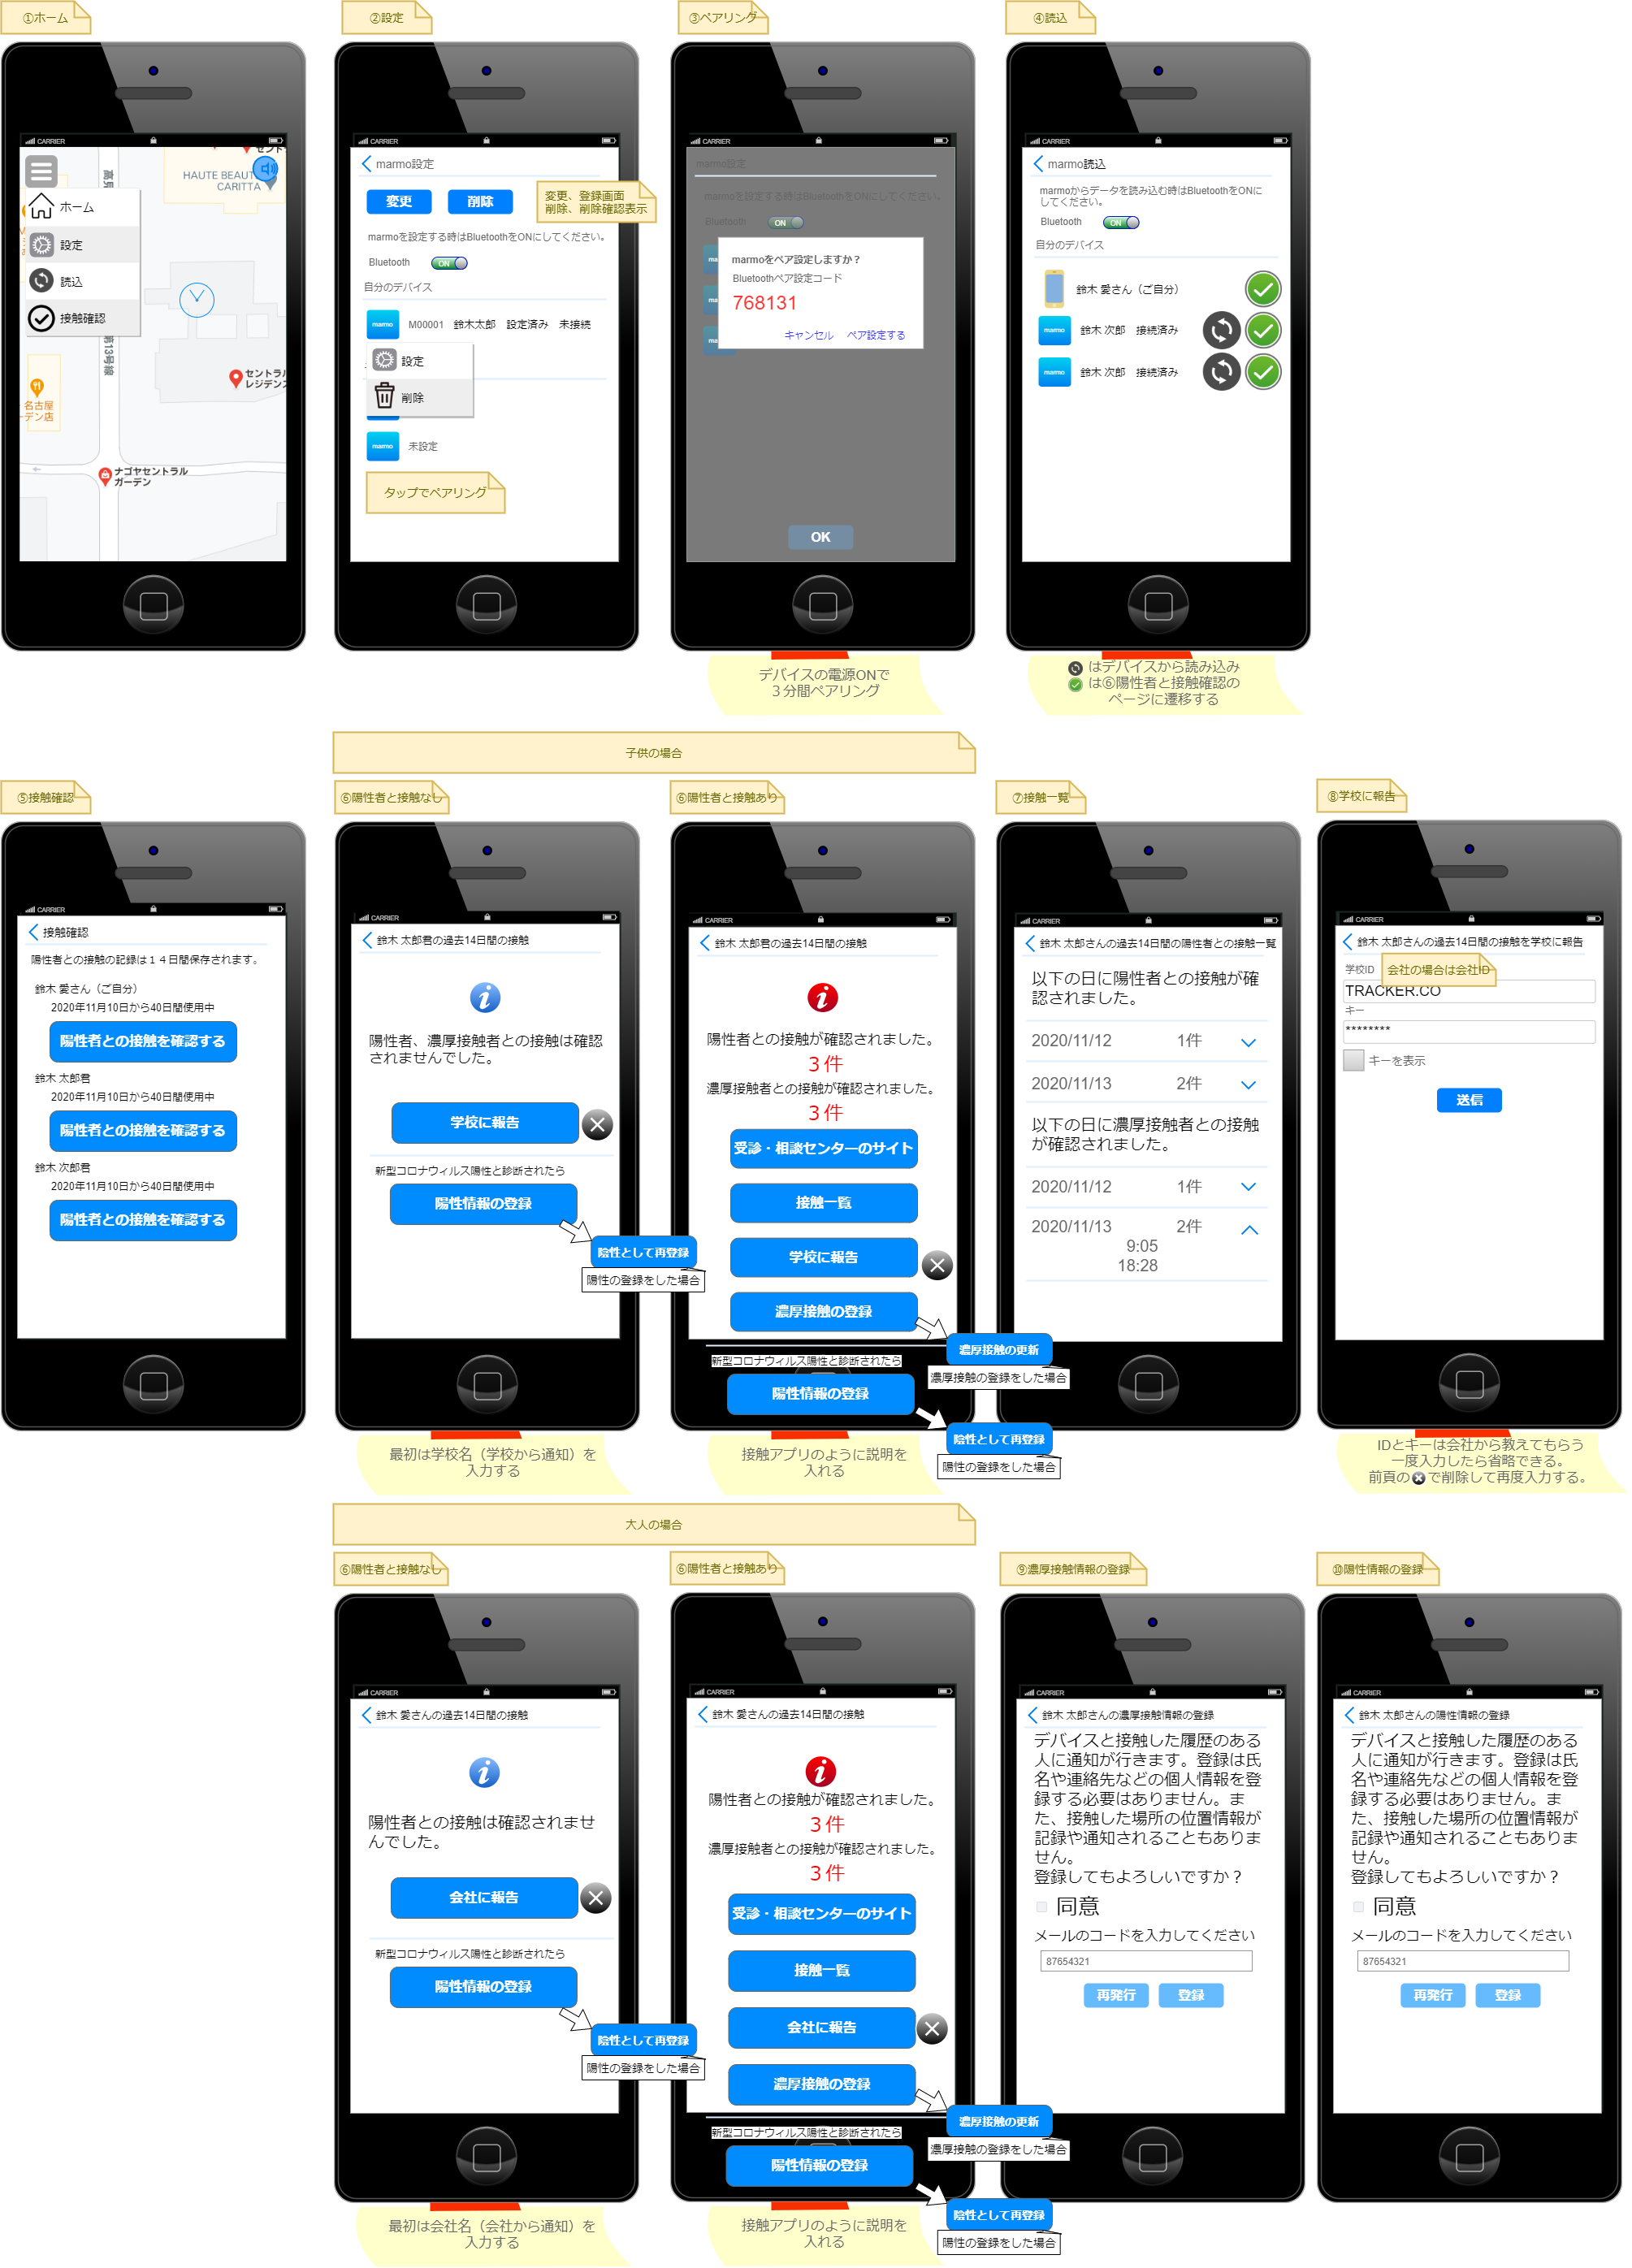 ①ホーム
②設定
③ペアリング
④読込
CARRIER
HAUTE BEAUT
CARITTA
ホーム
設定
読込
接触確認
第13号線
セントラル
レジデンス
名古屋
ーデン店
ナゴヤセントラル
ガーデン
CARRIER
marmo設定
変更
削除
変更、登録画面
削除、削除確認表示
marmoを設定する時はBluetoothをONにしてください。
Bluetooth
ON
自分のデバイス
marmo
M00001 鈴木太郎 設定済み 未接続
設定
削除
marmo
未設定
タップでペアリング
marmo設定
marmoを設定する時はBluetoothをONにしてください。
Bluetooth
ON
marmoをペア設定しますか？
Bluetoothペア設定コード
768131
キャンセル ペア設定する
OK
デバイスの電源ONで
３分間ペアリング
CARRIER
marmo読込
marmoからデータを読み込む時はBluetoothをONに
してください。
Bluetooth
自分のデバイス
鈴木 愛さん（ご自分）
marmo
鈴木 次郎 接続済み
marmo
鈴木 次郎 接続済み
はデバイスから読み込み
は⑥陽性者と接触確認の
ページに遷移する
子供の場合
⑤接触確認
⑥陽性者と接触なし
⑥陽性者と接触あり
⑦接触一覧
⑧学校に報告
CARRIER
接触確認
陽性者との接触の記録は１４日間保存されます。
鈴木 愛さん（ご自分）
2020年11月10日から40日間使用中
陽性者との接触を確認する
鈴木 太郎君
2020年11月10日から40日間使用中
陽性者との接触を確認する
鈴木 次郎君
2020年11月10日から40日間使用中
陽性者との接触を確認する
CARRIER
鈴木 太郎君の過去14日間の接触
陽性者、濃厚接触者との接触は確認
されませんでした。
学校に報告
新型コロナウィルス陽性と診断されたら
陽性情報の登録
陰性として再登録
陽性の登録をした場合
最初は学校名（学校から通知）を
入力する
CARRIER
鈴木 太郎君の過去14日間の接触
陽性者との接触が確認されました。
３件
濃厚接触者との接触が確認されました。
３件
受診・相談センターのサイト
接触一覧
学校に報告
濃厚接触の登録
濃厚接触の更新
濃厚接触の登録をした場合
新型コロナウィルス陽性と診断されたら
陽性情報の登録
陰性として再登録
陽性の登録をした場合
接触アプリのように説明を
入れる
CARRIER
鈴木 太郎さんの過去14日間の陽性者との接触一覧
以下の日に陽性者との接触が確
認されました。
2020/11/12 1件
2020/11/13 2件
以下の日に濃厚接触者との接触
が確認されました。
2020/11/12 1件
2020/11/13 2件
9:05
18:28
CARRIER
鈴木 太郎さんの過去14日間の接触を学校に報告
学校ID
会社の場合は会社ID
TRACKER.CO
キー
********
キーを表示
送信
IDとキーは会社から教えてもらう
一度入力したら省略できる。
前頁の で削除して再度入力する。
大人の場合
⑥陽性者と接触なし
⑥陽性者と接触あり
⑨濃厚接触情報の登録
⑩陽性情報の登録
CARRIER
鈴木 愛さんの過去14日間の接触
陽性者との接触は確認されませ
んでした。
会社に報告
新型コロナウィルス陽性と診断されたら
陽性情報の登録
陰性として再登録
陽性の登録をした場合
最初は会社名（会社から通知）を
入力する
CARRIER
鈴木 愛さんの過去14日間の接触
陽性者との接触が確認されました。
３件
濃厚接触者との接触が確認されました。
３件
受診・相談センターのサイト
接触一覧
会社に報告
濃厚接触の登録
濃厚接触の更新
濃厚接触の登録をした場合
新型コロナウィルス陽性と診断されたら
陽性情報の登録
陰性として再登録
陽性の登録をした場合
接触アプリのように説明を
入れる
CARRIER
鈴木 太郎さんの濃厚接触情報の登録
デバイスと接触した履歴のある
人に通知が行きます。登録は氏
名や連絡先などの個人情報を登
録する必要はありません。ま
た、接触した場所の位置情報が
記録や通知されることもありま
せん。
登録してもよろしいですか？
同意
メールのコードを入力してください
87654321
再発行 登録
CARRIER
鈴木 太郎さんの陽性情報の登録
デバイスと接触した履歴のある
人に通知が行きます。登録は氏
名や連絡先などの個人情報を登
録する必要はありません。ま
た、接触した場所の位置情報が
記録や通知されることもありま
せん。
登録してもよろしいですか？
同意
メールのコードを入力してください
87654321
再発行 登録